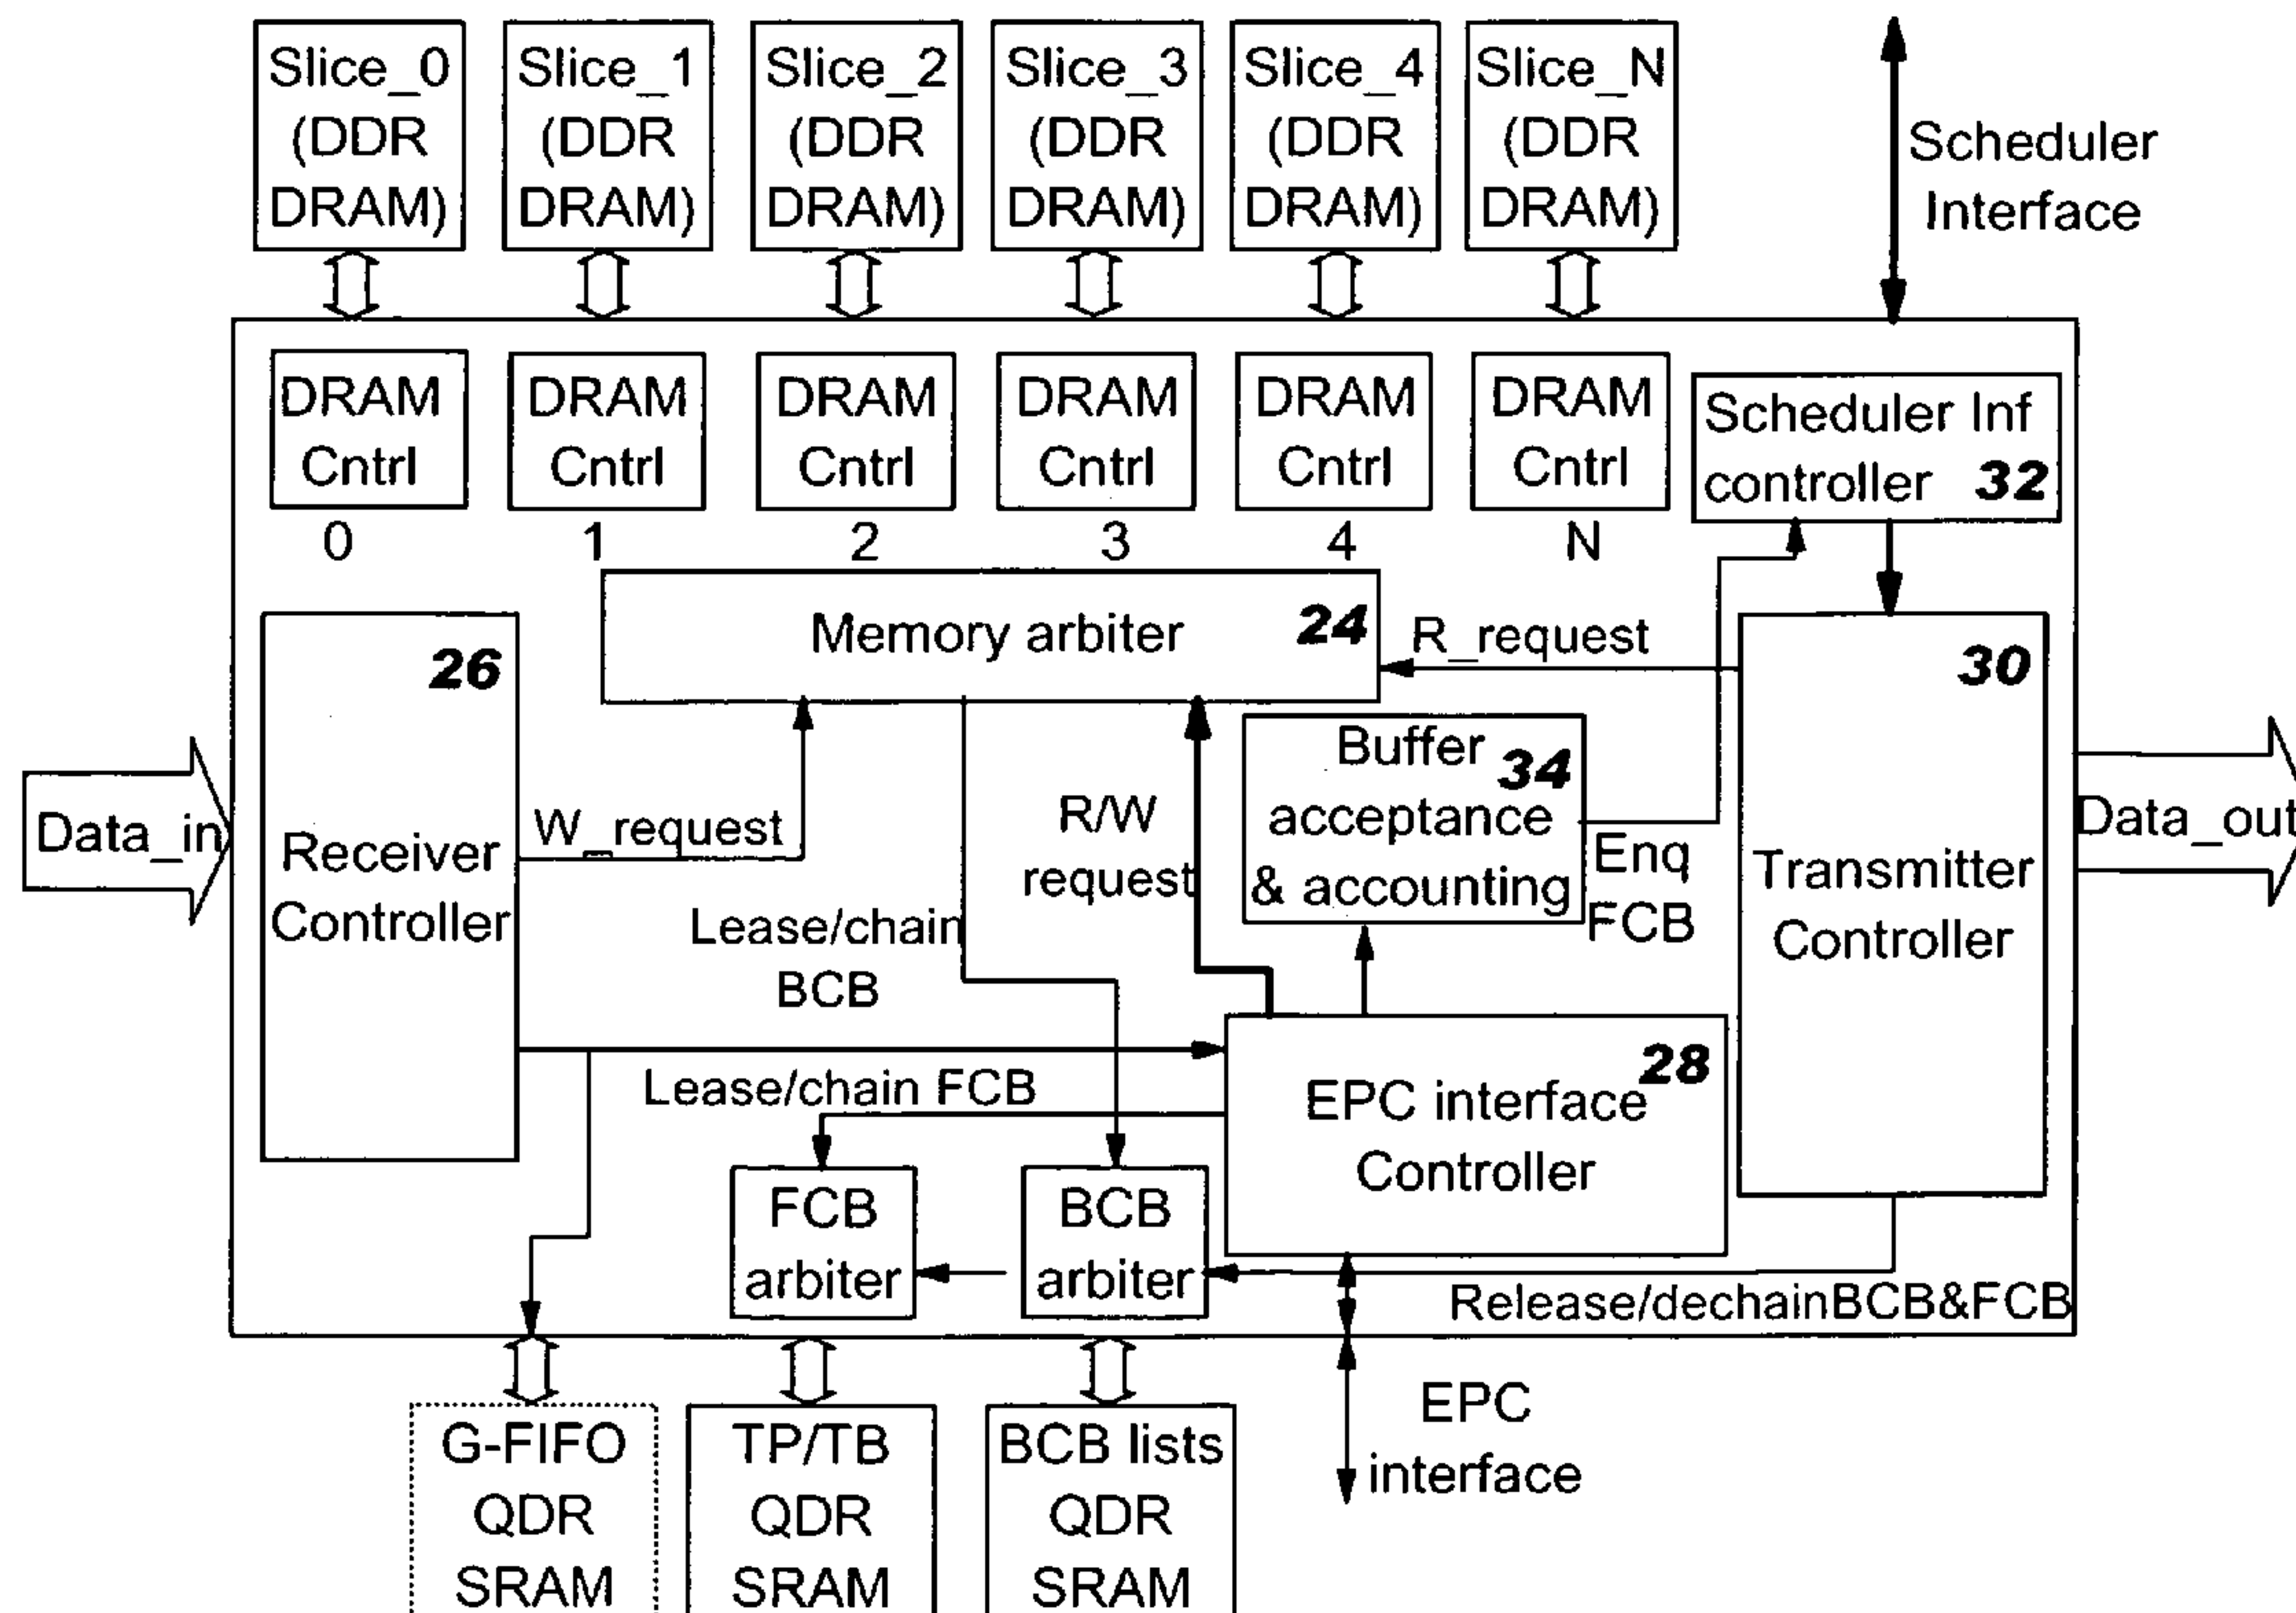 Slice_0
(DDR
DRAM)
Slice_1
(DDR
DRAM)
Slice_2
(DDR
DRAM)
Slice_3
(DDR
DRAM)
Slice_4
(DDR
DRAM)
Slice_N
(DDR
DRAM)
Scheduler
Interface
DRAM
Cntrl
0
DRAM
Cntrl
1
DRAM
Cntrl
2
DRAM
Cntrl
3
DRAM
Cntrl
4
DRAM
Cntrl
N
Scheduler Inf
controller 32
Memory arbiter 24
R_request
26
Receiver
Controller
30
Transmitter
Controller
Data_in
Data_out
W_request
R/W
request
Buffer 34
acceptance
& accounting
Enq
FCB
Lease/chain
BCB
Lease/chain FCB
28
EPC interface
Controller
FCB
arbiter
BCB
arbiter
Release/dechainBCB&FCB
G-FIFO
QDR
SRAM
TP/TB
QDR
SRAM
BCB lists
QDR
SRAM
EPC
interface